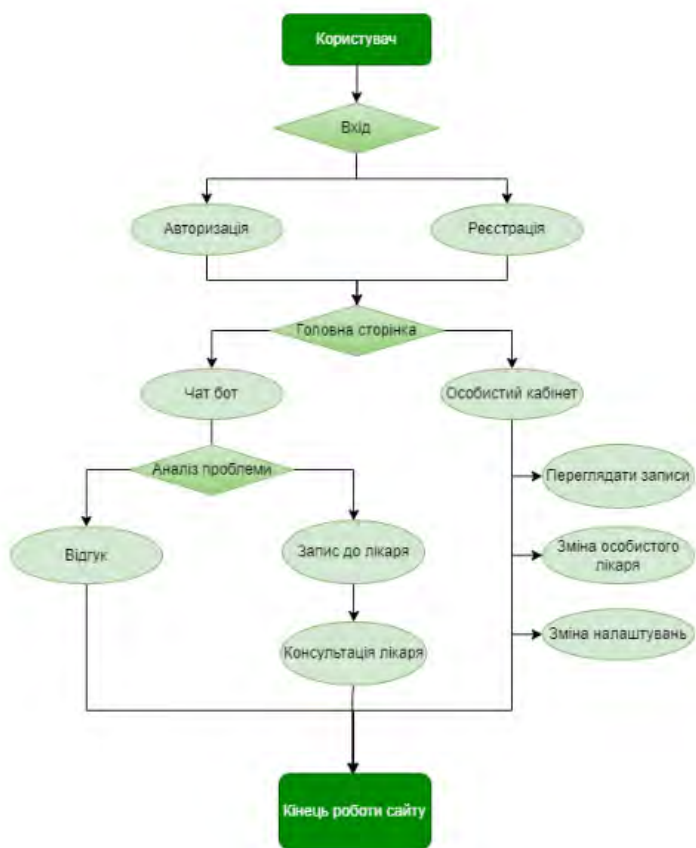 Користувач
Вхід
Авторизація
Реєстрація
Головна сторінка
Чат бот
Особистий кабінет
Аналіз проблеми
Переглядати записи
Відгук
Запис до лікаря
Зміна особистого
лікаря
Зміна налаштувань
Консультація лікаря
Кінець роботи сайту